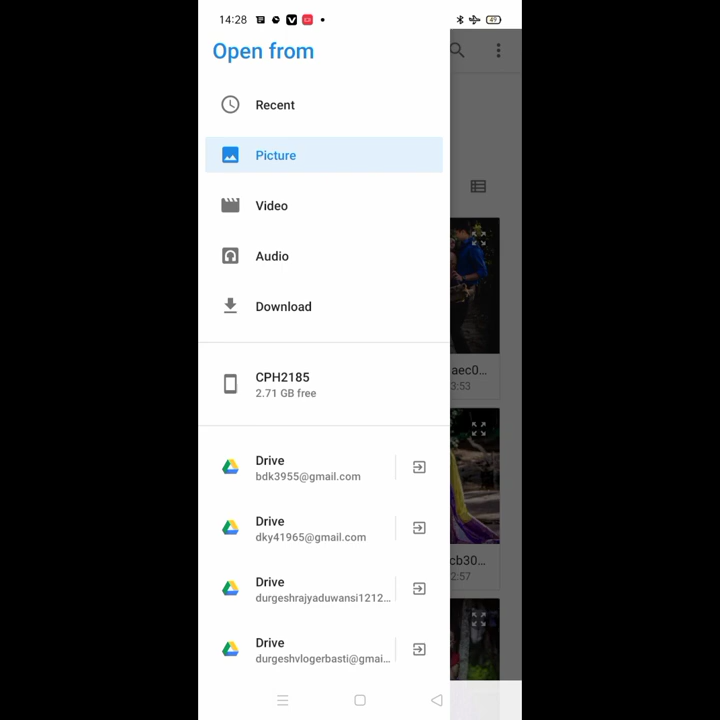 14:28
49
Open from
Recent
Picture
Video
Audio
Download
CPH2185
2.71 GB free
Drive
bdk3955@gmail.com
Drive
dky41965@gmail.com
Drive
durgeshrajyaduwansi1212...
Drive
durgeshvlogerbasti@gmai...
aec0...
3:53
cb30...
2:57